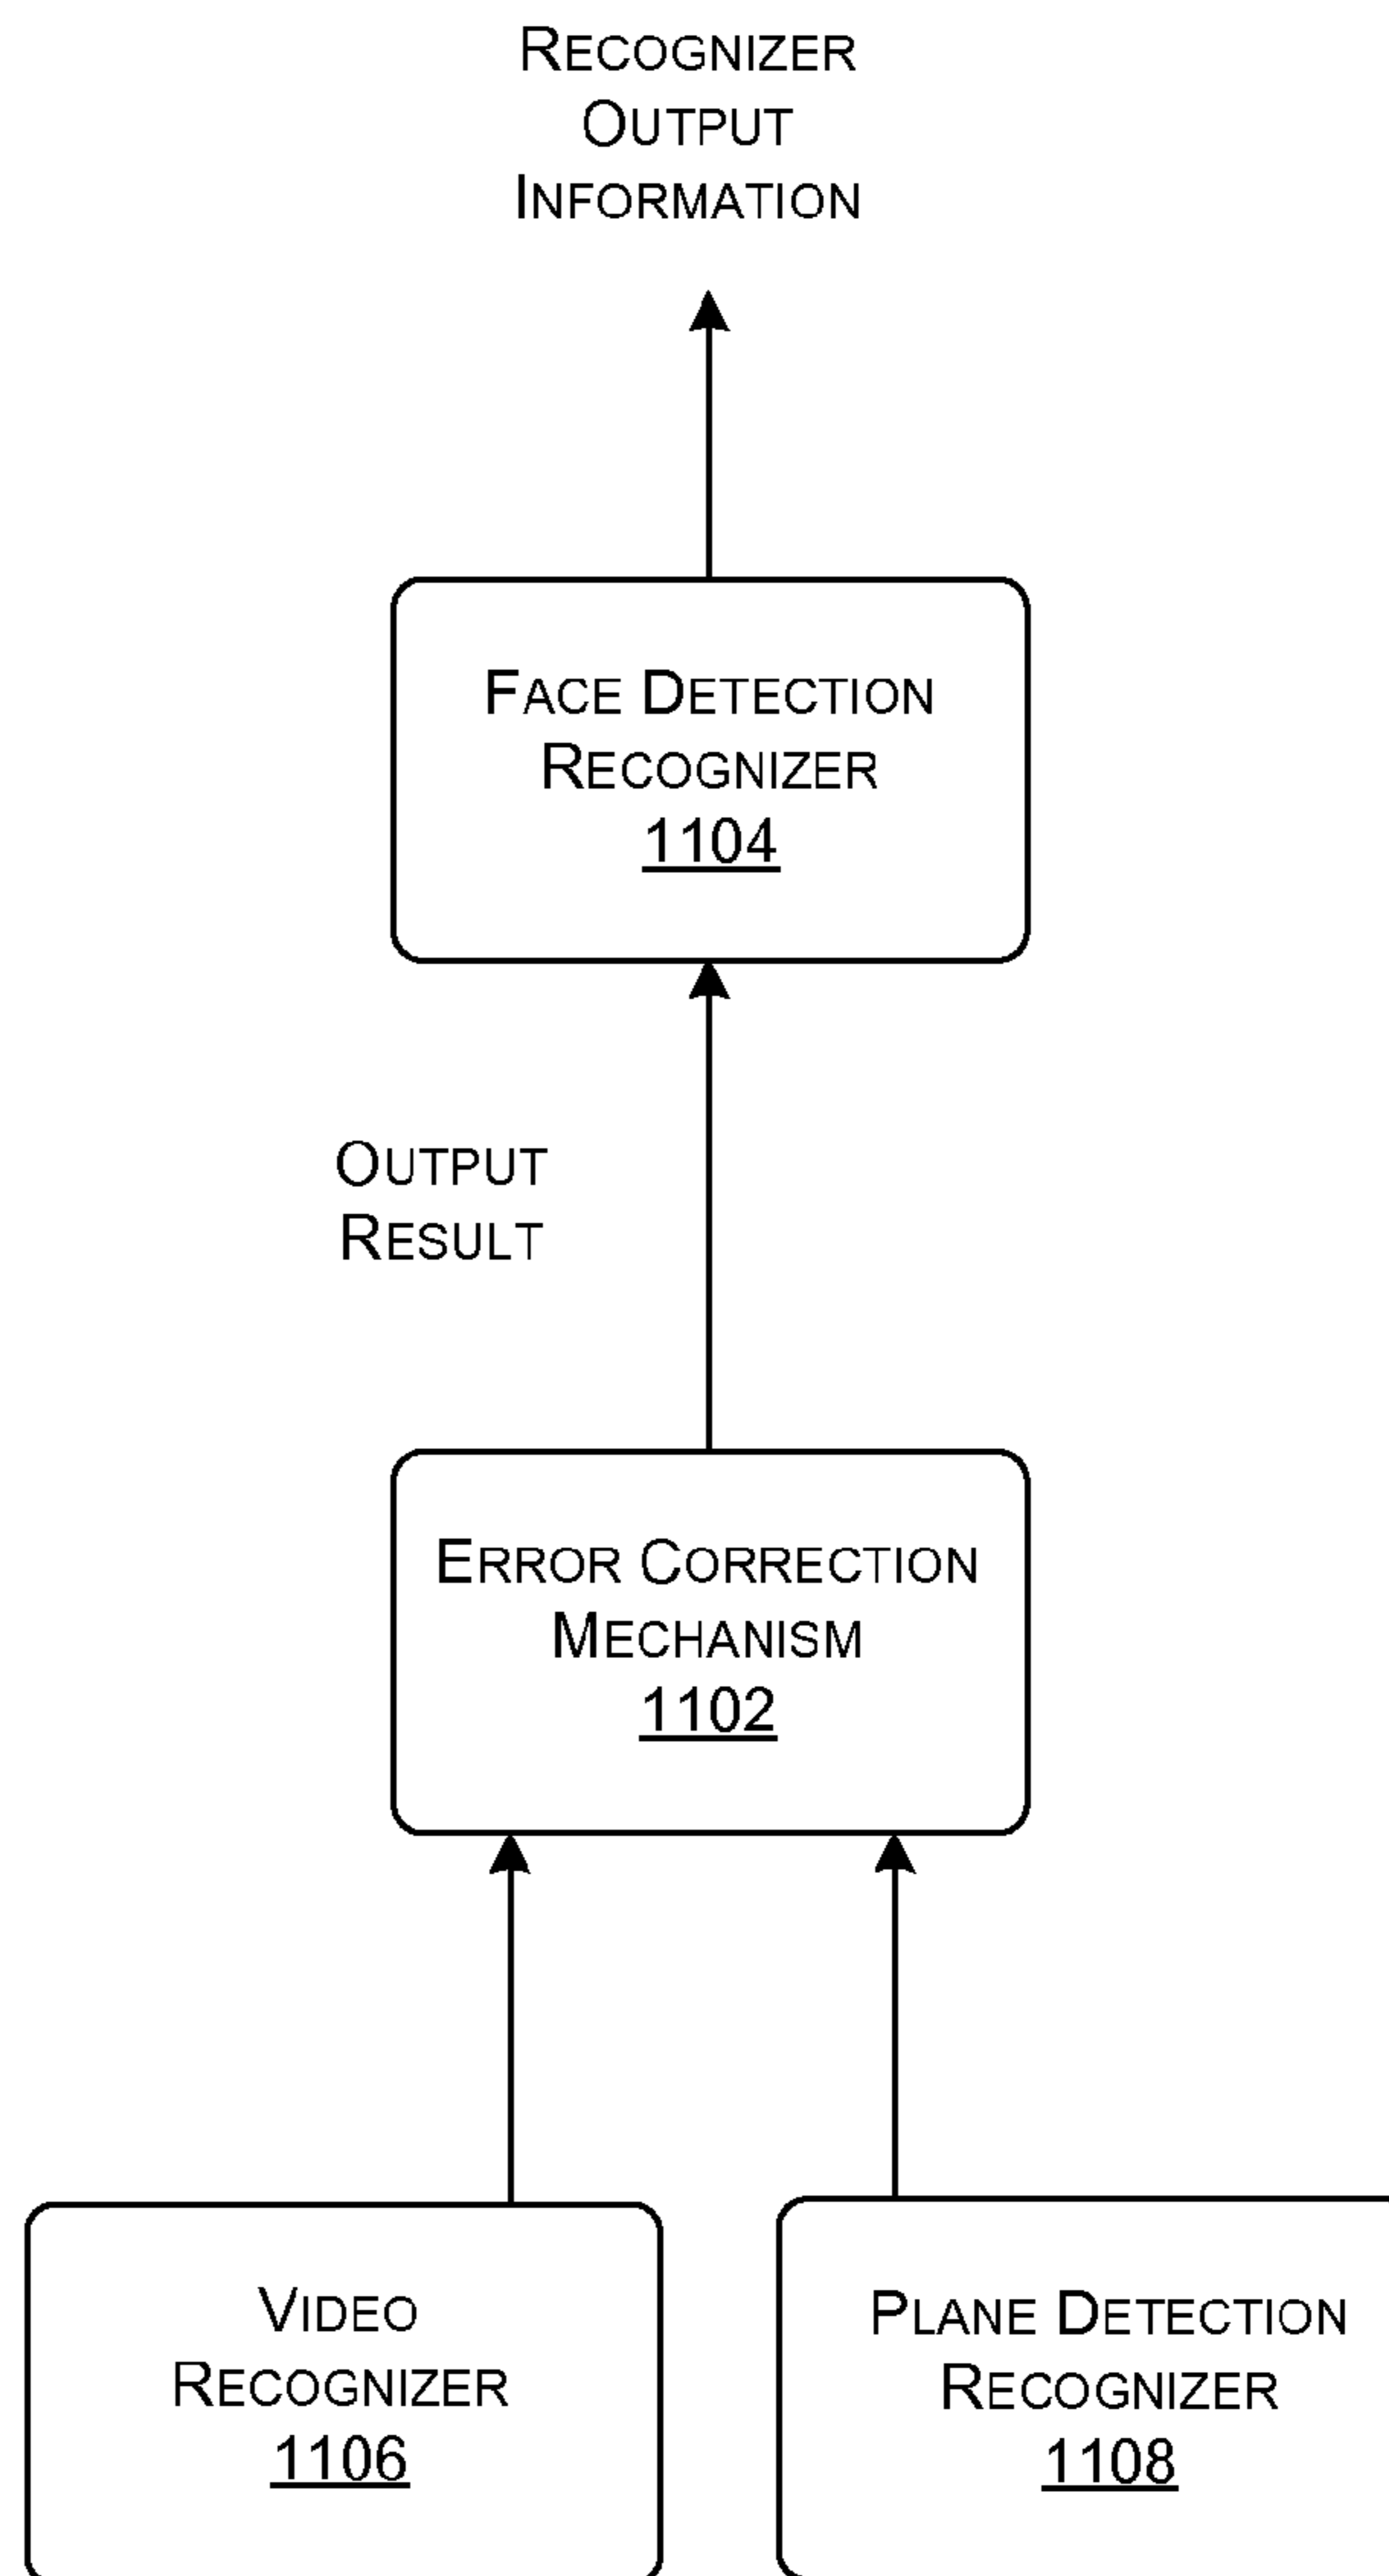 RECOGNIZER
OUTPUT
INFORMATION
FACE DETECTION
RECOGNIZER
1104
OUTPUT
RESULT
ERROR CORRECTION
MECHANISM
1102
VIDEO
RECOGNIZER
1106
PLANE DETECTION
RECOGNIZER
1108